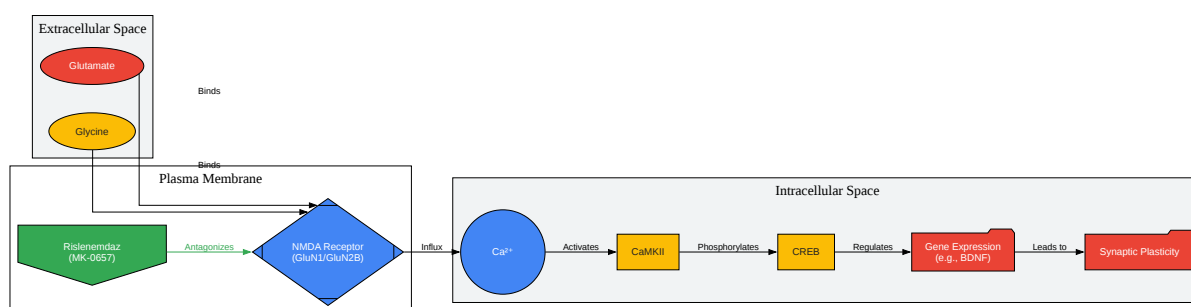 Extracellular Space
Glutamate
Binds
Glycine
Binds
Plasma Membrane
Rislenemdaz
(MK-0657)
Antagonizes
NMDA Receptor
(GluN1/GluN2B)
Influx
Intracellular Space
Ca²⁺
Activates
CaMKII
Phosphorylates
CREB
Regulates
Gene Expression
(e.g., BDNF)
Leads to
Synaptic Plasticity